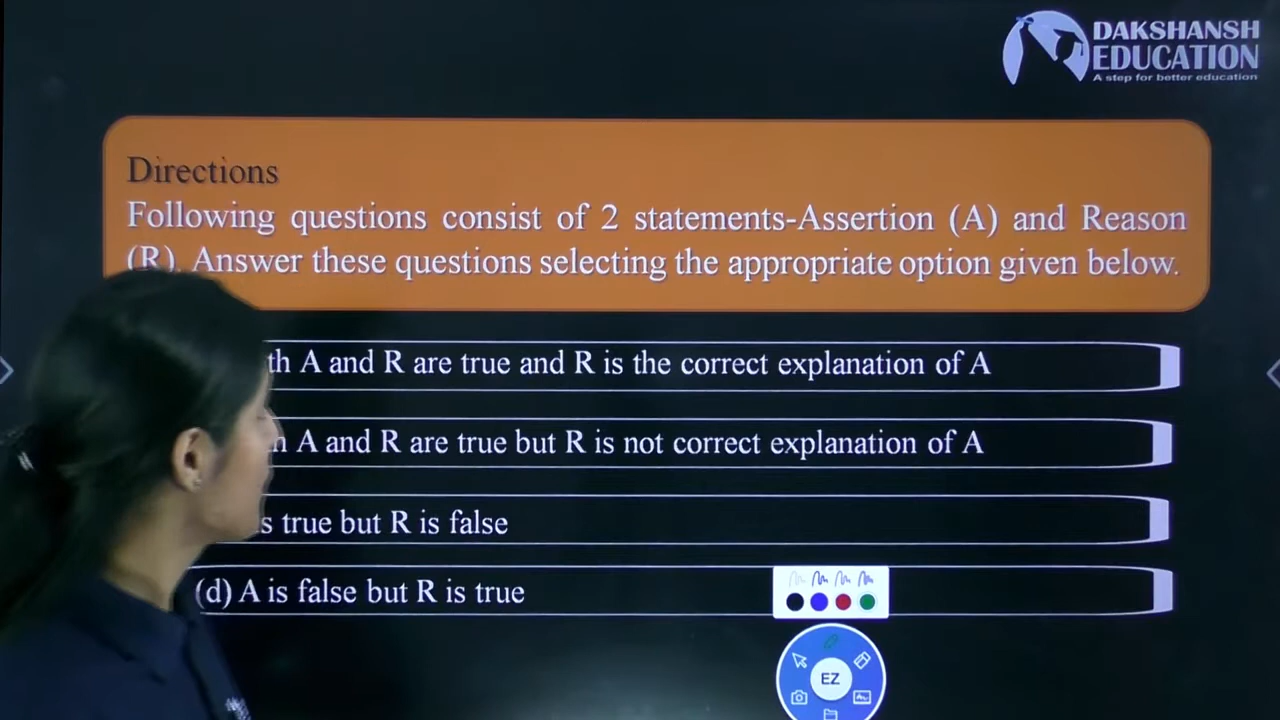 DAKSHANSH
EDUCATION
A step for better education
Directions
Following questions consist of 2 statements-Assertion (A) and Reason
(R). Answer these questions selecting the appropriate option given below.
A and R are true and R is the correct explanation of A
A and R are true but R is not correct explanation of A
true but R is false
(d) A is false but R is true
EZ